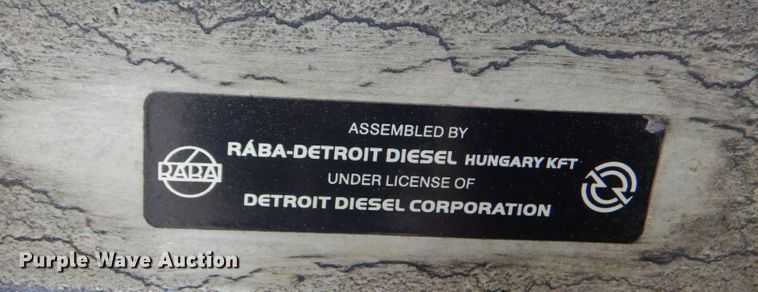 ASSEMBLED BY
RÁBA-DETROIT DIESEL HUNGARY KFT
RÁBA
UNDER LICENSE OF
DETROIT DIESEL CORPORATION
Purple Wave Auction